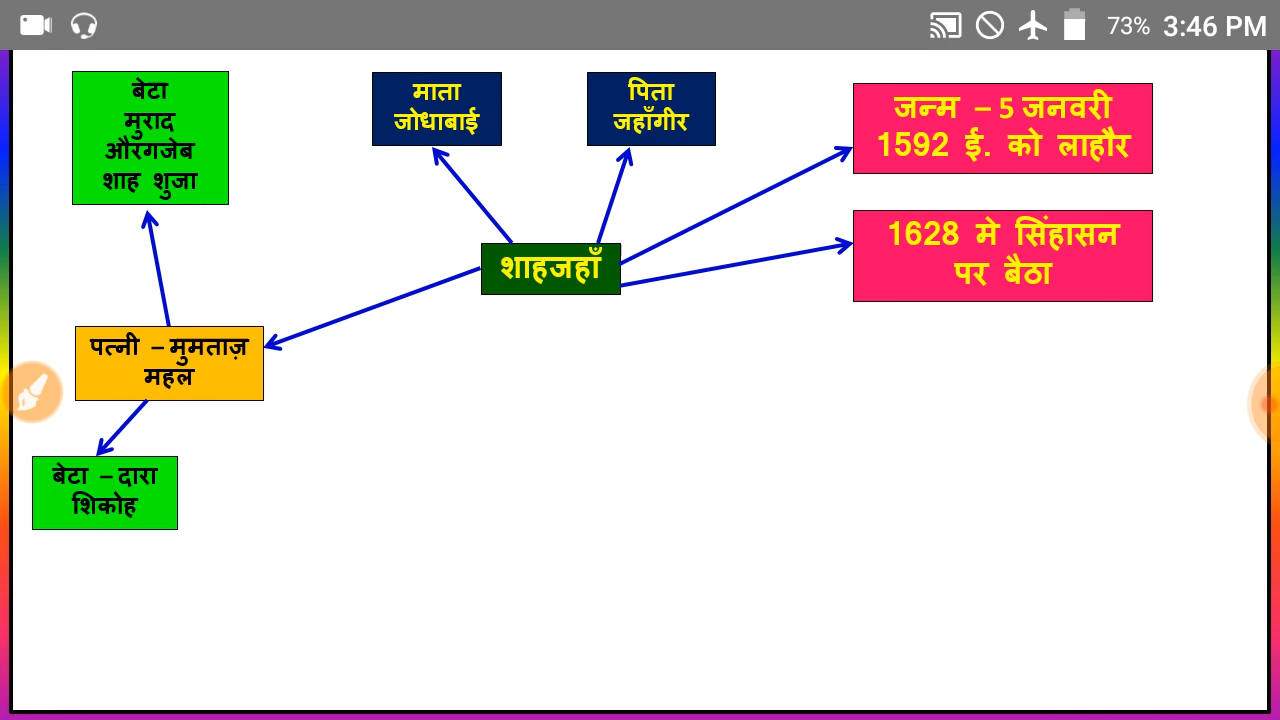 73% 3:46 PM
बेटा
मुराद
औरंगजेब
शाह शुजा
माता
जोधाबाई
पिता
जहाँगीर
जन्म – 5 जनवरी
1592 ई. को लाहौर
1628 मे सिंहासन
पर बैठा
शाहजहाँ
पत्नी – मुमताज़
महल
बेटा – दारा
शिकोह